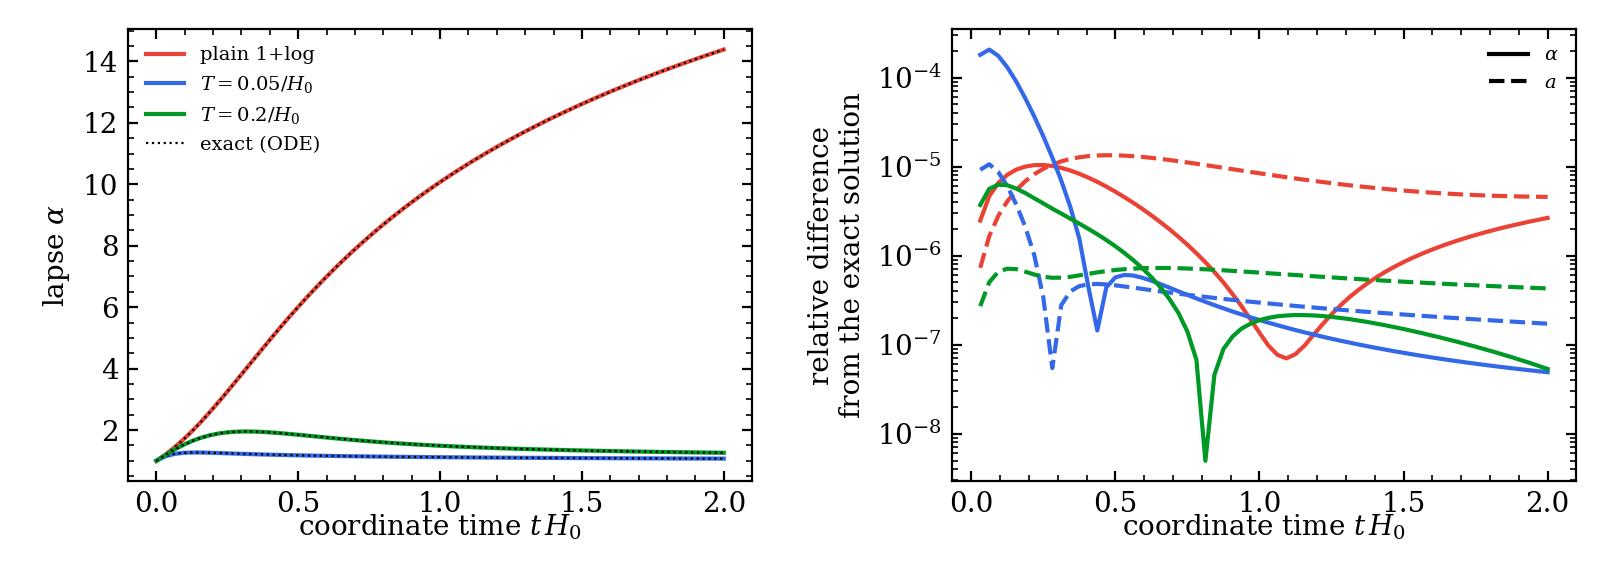 14
12
10
8
6
4
2
lapse α
plain 1+log
T = 0.05/H₀
T = 0.2/H₀
exact (ODE)
0.0 0.5 1.0 1.5 2.0
coordinate time t H₀
relative difference
from the exact solution
10⁻⁴
10⁻⁵
10⁻⁶
10⁻⁷
10⁻⁸
α
a
0.0 0.5 1.0 1.5 2.0
coordinate time t H₀